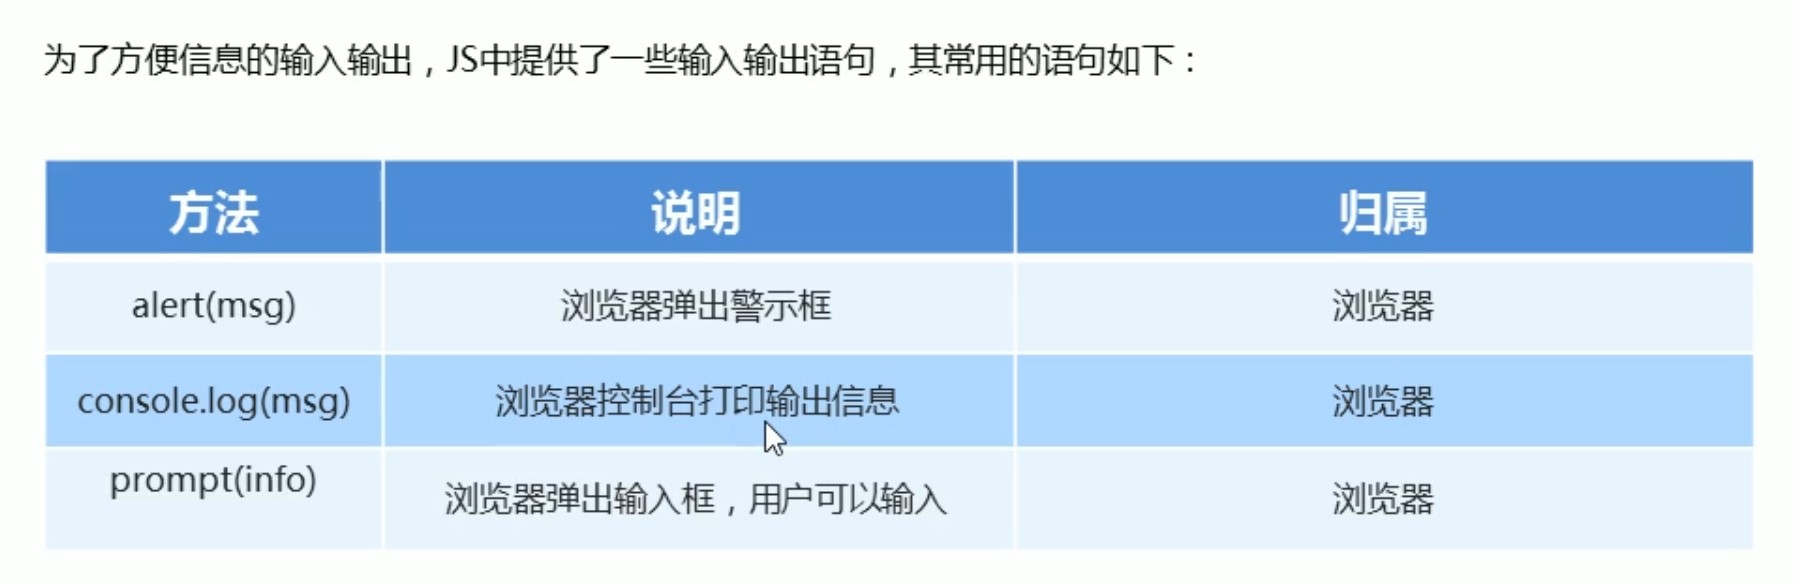 为了方便信息的输入输出，JS中提供了一些输入输出语句，其常用的语句如下：
方法 说明 归属
alert(msg) 浏览器弹出警示框 浏览器
console.log(msg) 浏览器控制台打印输出信息 浏览器
prompt(info) 浏览器弹出输入框，用户可以输入 浏览器